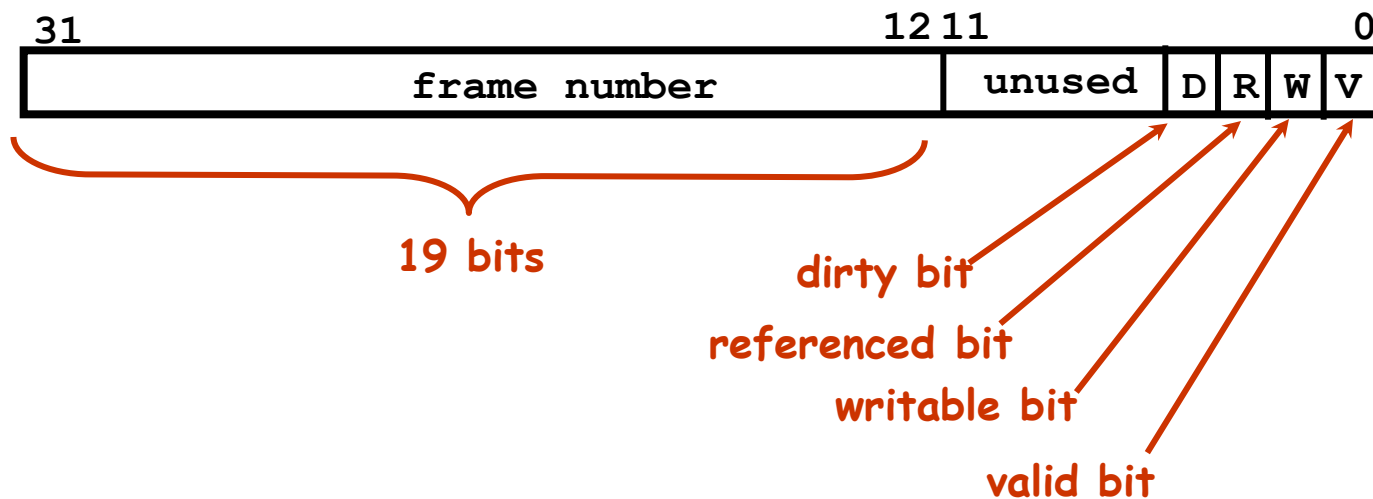 31 12 11 0
frame number unused D R W V
19 bits
dirty bit
referenced bit
writable bit
valid bit